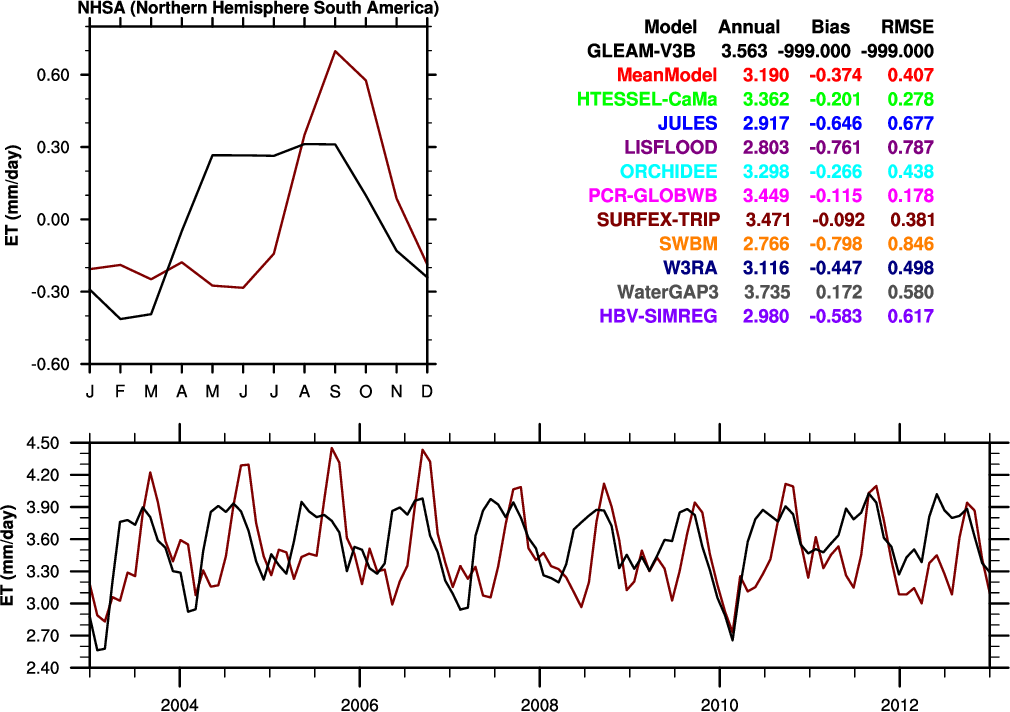 NHSA (Northern Hemisphere South America)
ET (mm/day)
0.60
0.30
0.00
-0.30
-0.60
J F M A M J J A S O N D
Model Annual Bias RMSE
GLEAM-V3B 3.563 -999.000 -999.000
MeanModel 3.190 -0.374 0.407
HTESSEL-CaMa 3.362 -0.201 0.278
JULES 2.917 -0.646 0.677
LISFLOOD 2.803 -0.761 0.787
ORCHIDEE 3.298 -0.266 0.438
PCR-GLOBWB 3.449 -0.115 0.178
SURFEX-TRIP 3.471 -0.092 0.381
SWBM 2.766 -0.798 0.846
W3RA 3.116 -0.447 0.498
WaterGAP3 3.735 0.172 0.580
HBV-SIMREG 2.980 -0.583 0.617
ET (mm/day)
4.50
4.20
3.90
3.60
3.30
3.00
2.70
2.40
2004 2006 2008 2010 2012